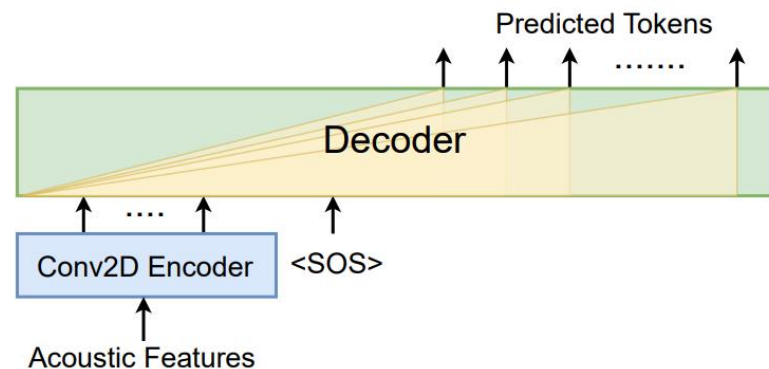 Predicted Tokens
.......
Decoder
....
Conv2D Encoder
<SOS>
Acoustic Features